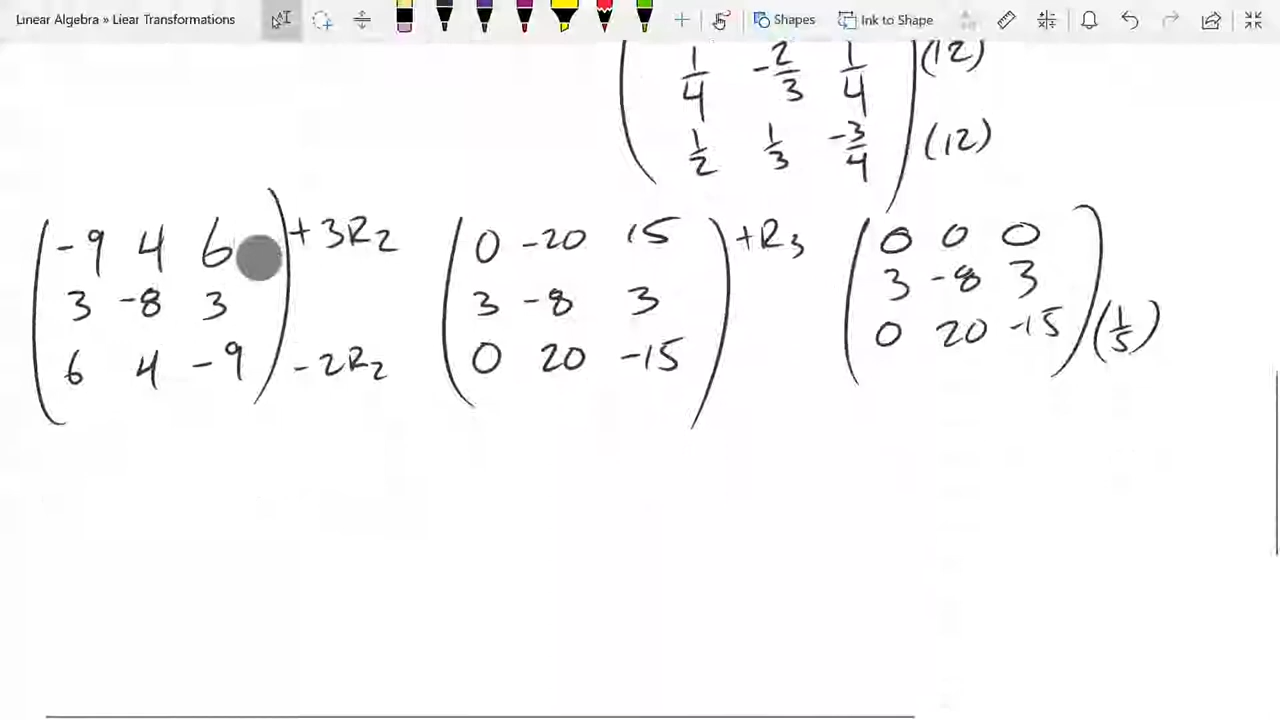 Linear Algebra » Liear Transformations
Shapes
Ink to Shape
1/4 -2/3 1/4 (12)
1/2 1/3 -3/4 (12)
-9 4 6 +3R2 0 -20 15 +R3 0 0 0
3 -8 3 3 -8 3 3 -8 3
6 4 -9 -2R2 0 20 -15 0 20 -15 (1/5)